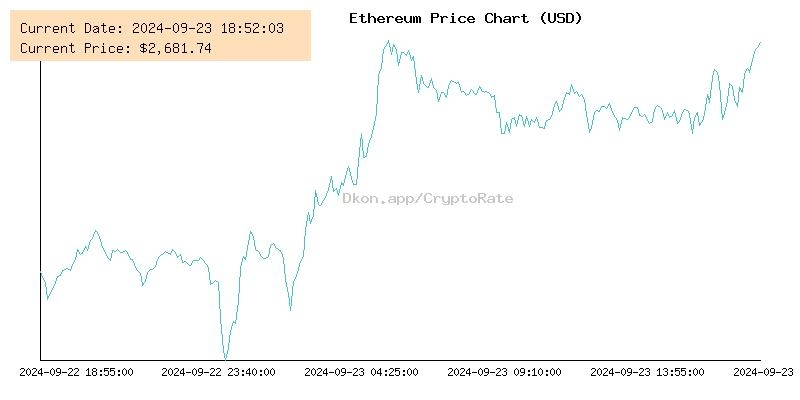 Ethereum Price Chart (USD)
Current Date: 2024-09-23 18:52:03
Current Price: $2,681.74
Dkon.app/CryptoRate
2024-09-22 18:55:00 2024-09-22 23:40:00 2024-09-23 04:25:00 2024-09-23 09:10:00 2024-09-23 13:55:00 2024-09-23